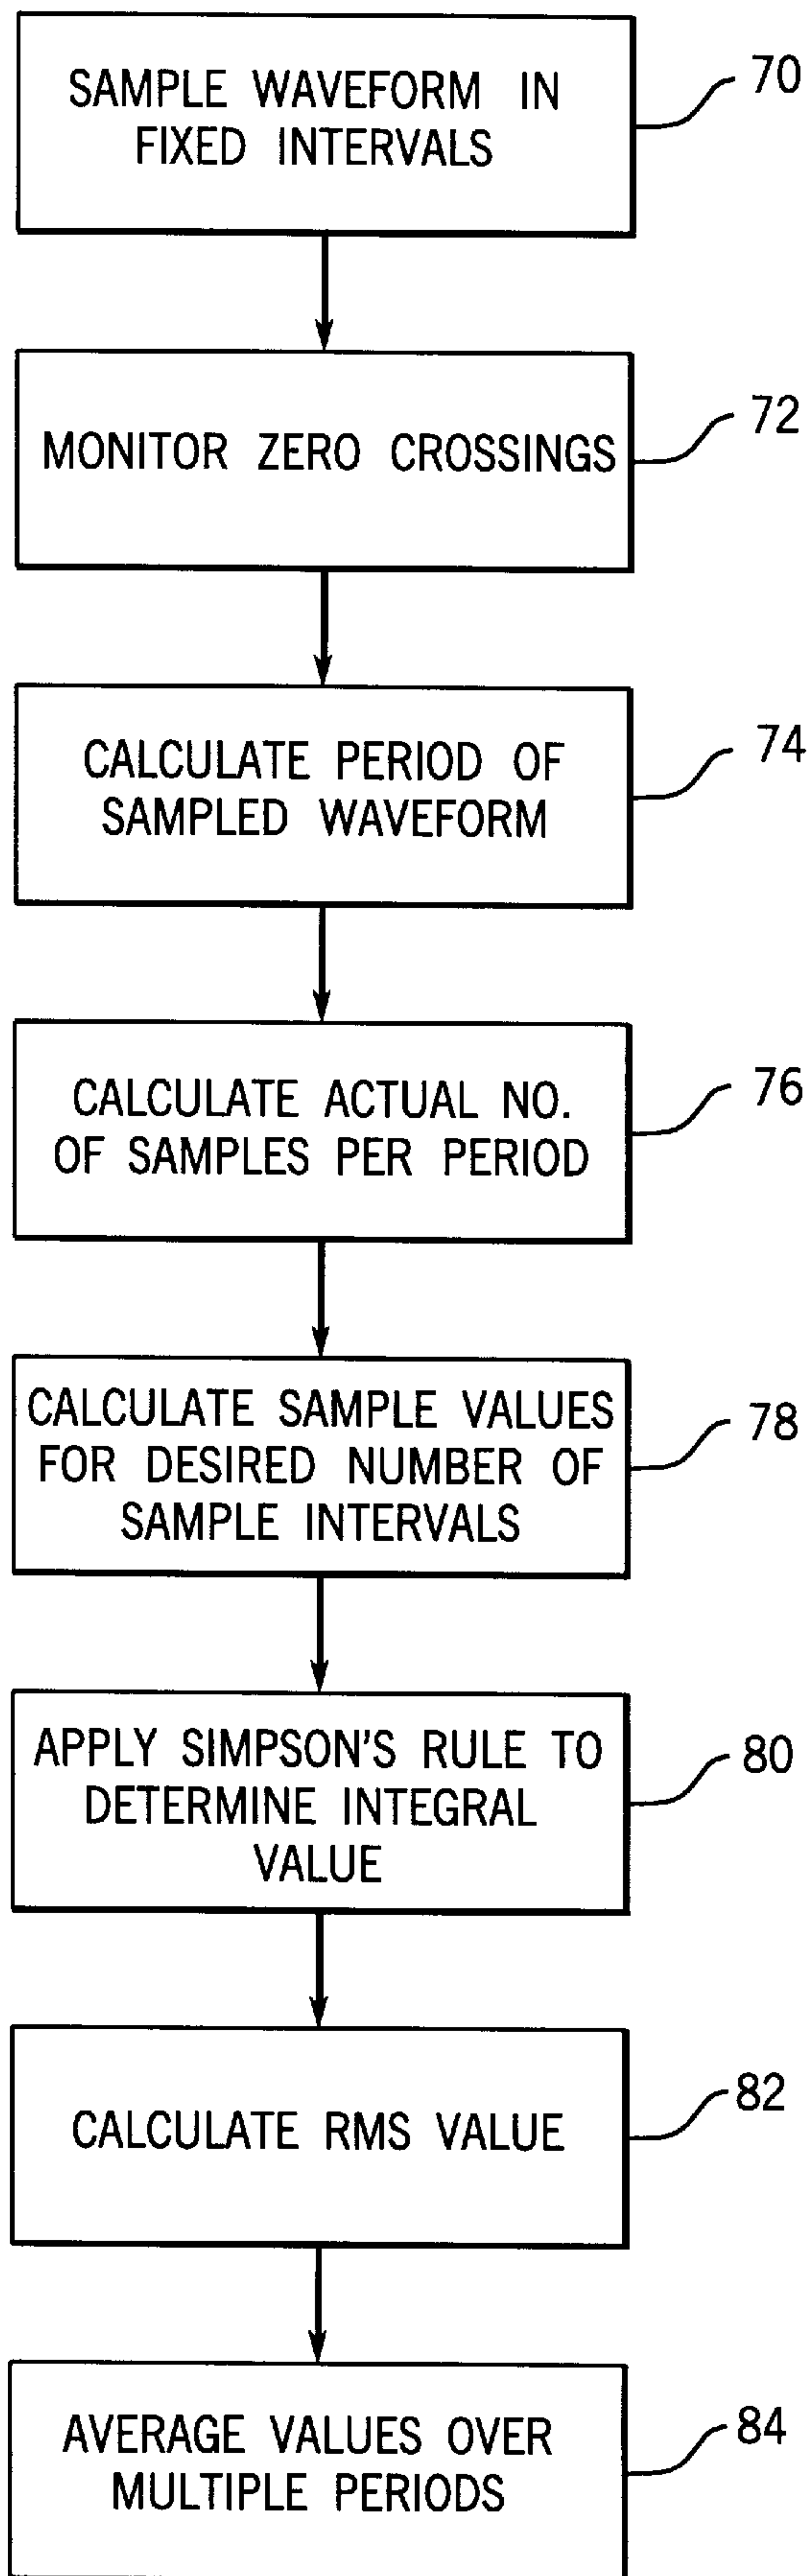 SAMPLE WAVEFORM IN
FIXED INTERVALS
70
MONITOR ZERO CROSSINGS
72
CALCULATE PERIOD OF
SAMPLED WAVEFORM
74
CALCULATE ACTUAL NO.
OF SAMPLES PER PERIOD
76
CALCULATE SAMPLE VALUES
FOR DESIRED NUMBER OF
SAMPLE INTERVALS
78
APPLY SIMPSON'S RULE TO
DETERMINE INTEGRAL
VALUE
80
CALCULATE RMS VALUE
82
AVERAGE VALUES OVER
MULTIPLE PERIODS
84